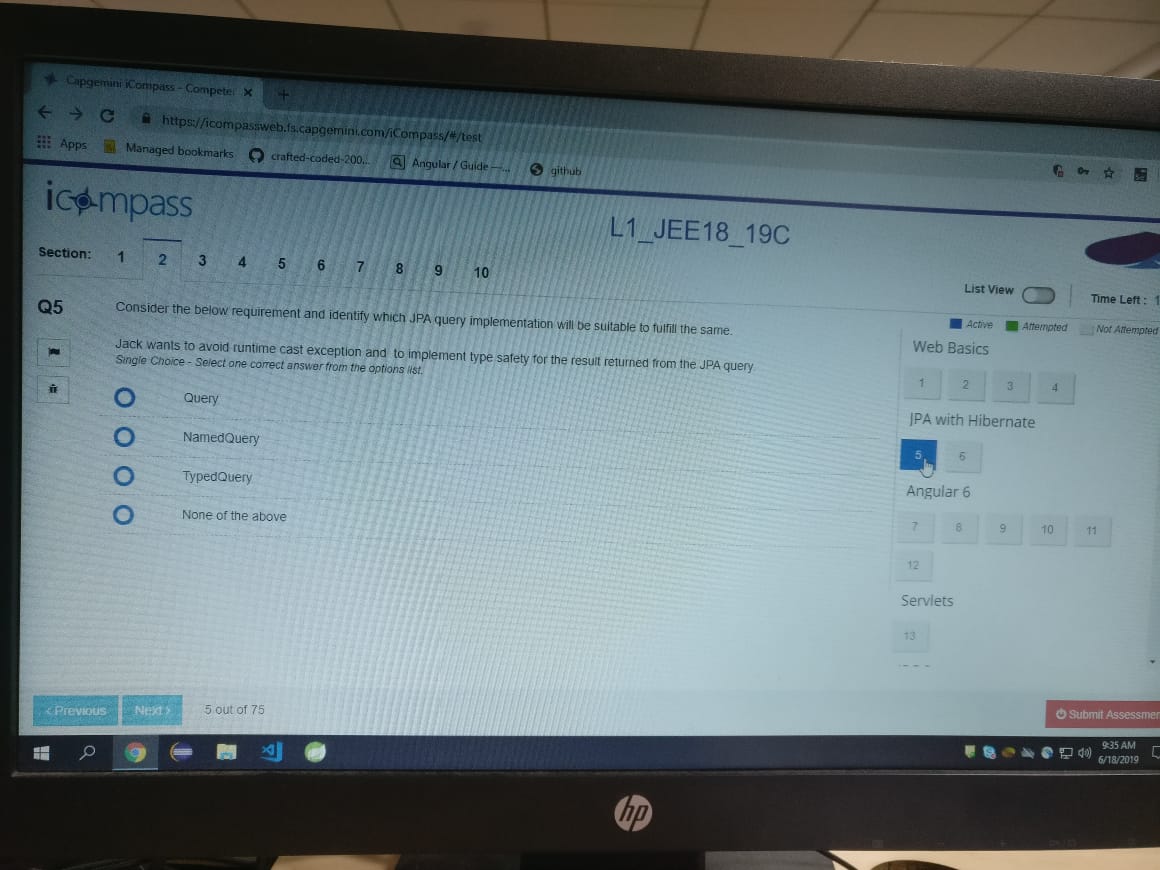 Capgemini iCompass - Competer
https://icompassweb.fs.capgemini.com/iCompass/#/test
Apps Managed bookmarks crafted-coded-200... Angular / Guide —... github
icompass
L1_JEE18_19C
Section: 1 2 3 4 5 6 7 8 9 10
List View
Time Left : 1
Active Attempted Not Attempted
Q5
Consider the below requirement and identify which JPA query implementation will be suitable to fulfill the same.
Jack wants to avoid runtime cast exception and to implement type safety for the result returned from the JPA query
Single Choice - Select one correct answer from the options list.
Query
NamedQuery
TypedQuery
None of the above
Web Basics
1 2 3 4
JPA with Hibernate
5 6
Angular 6
7 8 9 10 11
12
Servlets
13
< Previous Next > 5 out of 75
Submit Assessmen
9:35 AM
6/18/2019
hp